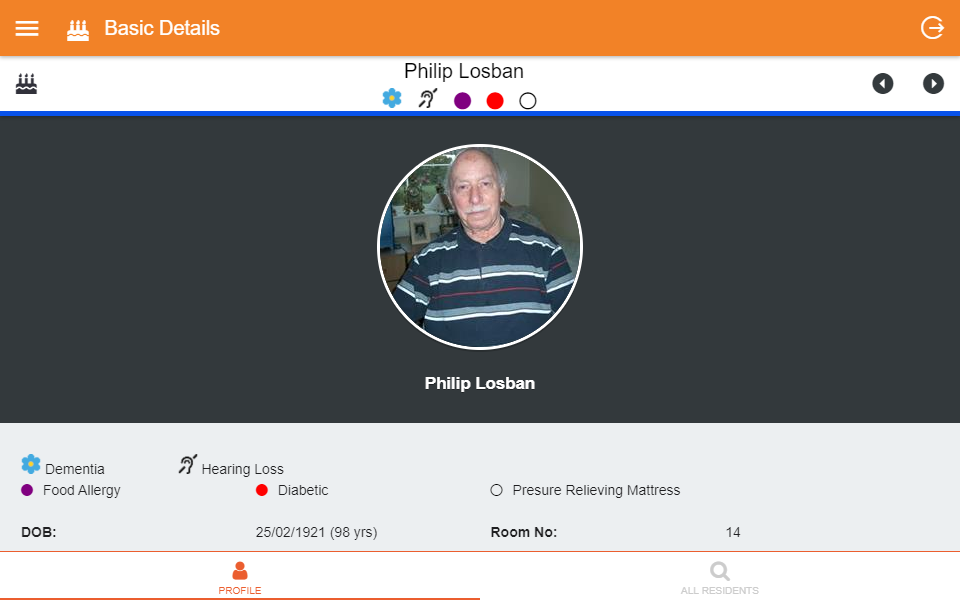 Basic Details
Philip Losban
Philip Losban
Dementia Hearing Loss
Food Allergy Diabetic Presure Relieving Mattress
DOB: 25/02/1921 (98 yrs) Room No: 14
PROFILE ALL RESIDENTS